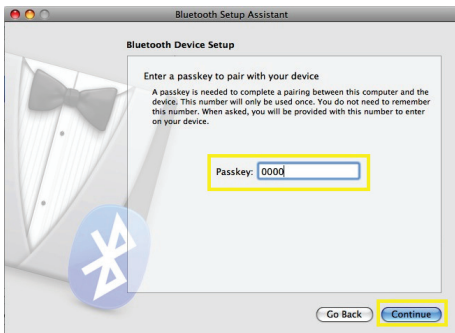 Bluetooth Setup Assistant
Bluetooth Device Setup
Enter a passkey to pair with your device
A passkey is needed to complete a pairing between this computer and the
device. This number will only be used once. You do not need to remember
this number. When asked, you will be provided with this number to enter
on your device.
Passkey: 0000
Go Back Continue